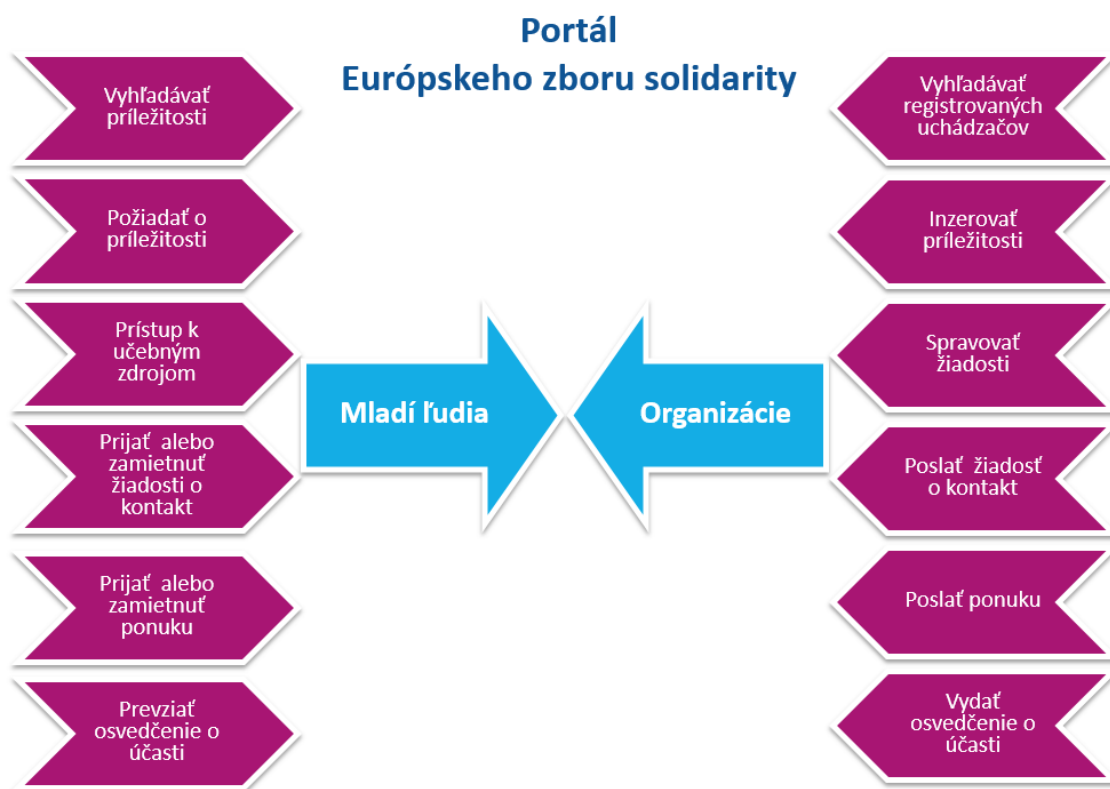 Portál
Európskeho zboru solidarity
Vyhľadávať
príležitosti
Požiadať o
príležitosti
Prístup k
učebným
zdrojom
Prijať alebo
zamietnuť
žiadosti o
kontakt
Prijať alebo
zamietnuť
ponuku
Prevziať
osvedčenie o
účasti
Mladí ľudia
Organizácie
Vyhľadávať
registrovaných
uchádzačov
Inzerovať
príležitosti
Spravovať
žiadosti
Poslať žiadosť
o kontakt
Poslať ponuku
Vydať
osvedčenie o
účasti